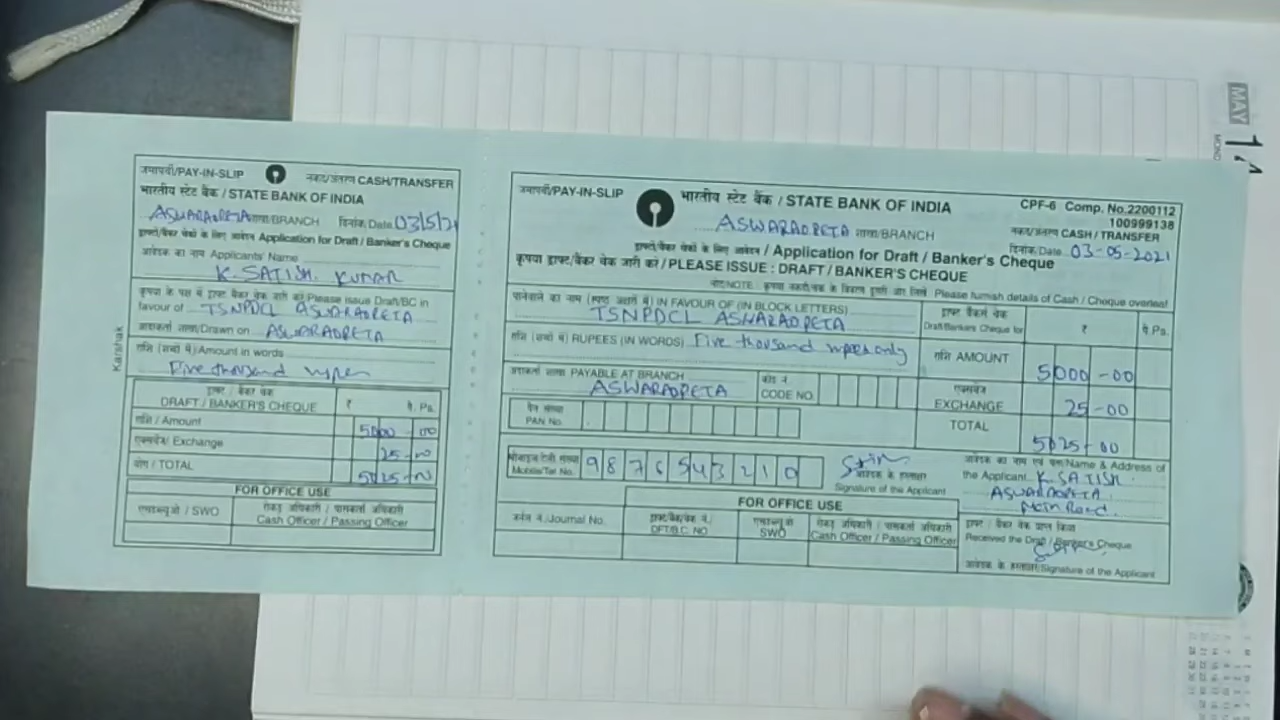 जमापर्ची/PAY-IN-SLIP नकद/अंतरण CASH/TRANSFER
भारतीय स्टेट बैंक / STATE BANK OF INDIA
ASWARAOPETA शाखा/BRANCH दिनांक/Date 03/5/21
ड्राफ्ट/बैंकर चेक के लिए आवेदन Application for Draft / Banker's Cheque
आवेदक का नाम Applicants' Name
K. SATISH KUMAR
कृपया के पक्ष में ड्राफ्ट बैंकर चेक जारी करें Please issue Draft/BC in
favour of TSNPDCL ASWARAOPETA
अदाकर्ता शाखा/Drawn on ASWARAOPETA
राशि (शब्दों में) Amount in words
Five thousand
ड्राफ्ट / बैंकर चेक ₹ पै. Ps.
DRAFT / BANKER'S CHEQUE
राशि / Amount 5000 - 00
एक्सचेंज/ Exchange 25 - 00
योग / TOTAL 5025 - 00
FOR OFFICE USE
एसडब्ल्यूओ / SWO रोकड़ अधिकारी / पासकर्ता अधिकारी
Cash Officer / Passing Officer
Karshak
जमापर्ची/PAY-IN-SLIP भारतीय स्टेट बैंक / STATE BANK OF INDIA CPF-6 Comp. No.2200112
100999138
ASWARAOPETA शाखा/BRANCH नकद/अंतरण CASH / TRANSFER
दिनांक/Date 03-05-2021
ड्राफ्ट/बैंकर चेक के लिए आवेदन / Application for Draft / Banker's Cheque
कृपया ड्राफ्ट/बैंकर चेक जारी करें / PLEASE ISSUE : DRAFT / BANKER'S CHEQUE
नोट/NOTE : कृपया नकदी/चेक के विवरण दूसरी ओर लिखें Please furnish details of Cash / Cheque overleaf
पानेवाले का नाम (स्पष्ट अक्षरों में) IN FAVOUR OF (IN BLOCK LETTERS)
TSNPDCL ASWARAOPETA
ड्राफ्ट बैंकर्स चेक ₹ पै.Ps.
Draft/Bankers Cheque for
राशि (शब्दों में) RUPEES (IN WORDS) Five thousand rupees only
राशि AMOUNT 5000 - 00
अदाकर्ता शाखा PAYABLE AT BRANCH
ASWARAOPETA
कोड नं. CODE NO.
एक्सचेंज
EXCHANGE 25 - 00
पैन संख्या
PAN No.
TOTAL 5025 - 00
मोबाइल/टेली संख्या
Mobile/Tel No. 9876543210
आवेदक के हस्ताक्षर
Signature of the Applicant
आवेदक का नाम एवं पता/Name & Address of
the Applicant K. SATISH
ASWARAOPETA
Main Road.
FOR OFFICE USE
जर्नल नं./Journal No. ड्राफ्ट/बैंक/चेक नं./ DFT/B.C. NO एसडब्ल्यूओ SWO रोकड़ अधिकारी / पासकर्ता अधिकारी
Cash Officer / Passing Officer
ड्राफ्ट / बैंकर चेक प्राप्त किया
Received the Draft / Banker's Cheque
आवेदक के हस्ताक्षर/Signature of the Applicant
MAY